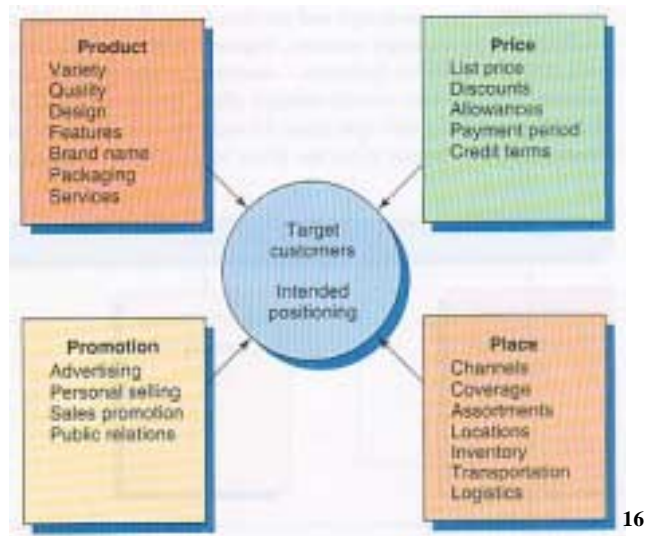 Product
Variety
Quality
Design
Features
Brand name
Packaging
Services
Price
List price
Discounts
Allowances
Payment period
Credit terms
Target
customers
Intended
positioning
Promotion
Advertising
Personal selling
Sales promotion
Public relations
Place
Channels
Coverage
Assortments
Locations
Inventory
Transportation
Logistics
16